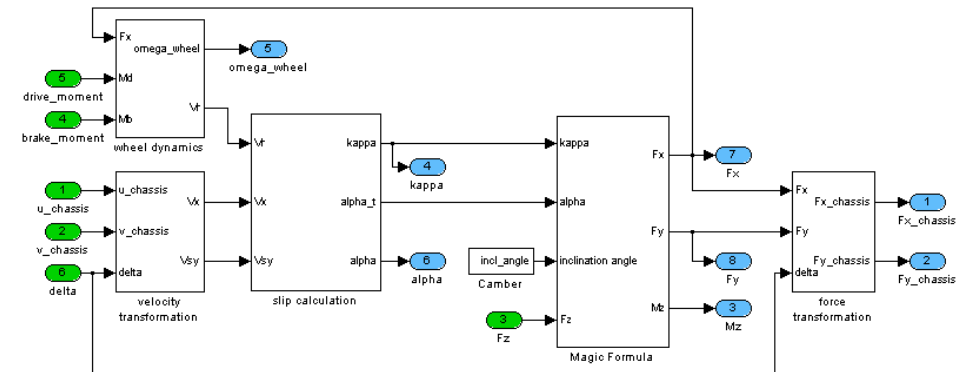 Fx
omega_wheel
5
omega_wheel
5
drive_moment
Md
Vr
4
brake_moment
Mb
wheel dynamics
1
u_chassis
u_chassis
Vx
2
v_chassis
v_chassis
Vsy
6
delta
delta
velocity
transformation
Vr
kappa
4
kappa
Vx
alpha_t
Vsy
alpha
6
alpha
slip calculation
incl_angle
Camber
3
Fz
kappa
Fx
alpha
Fy
inclination angle
Mz
Fz
Magic Formula
7
Fx
8
Fy
3
Mz
Fx
Fx_chassis
Fy
Fy_chassis
delta
force
transformation
1
Fx_chassis
2
Fy_chassis